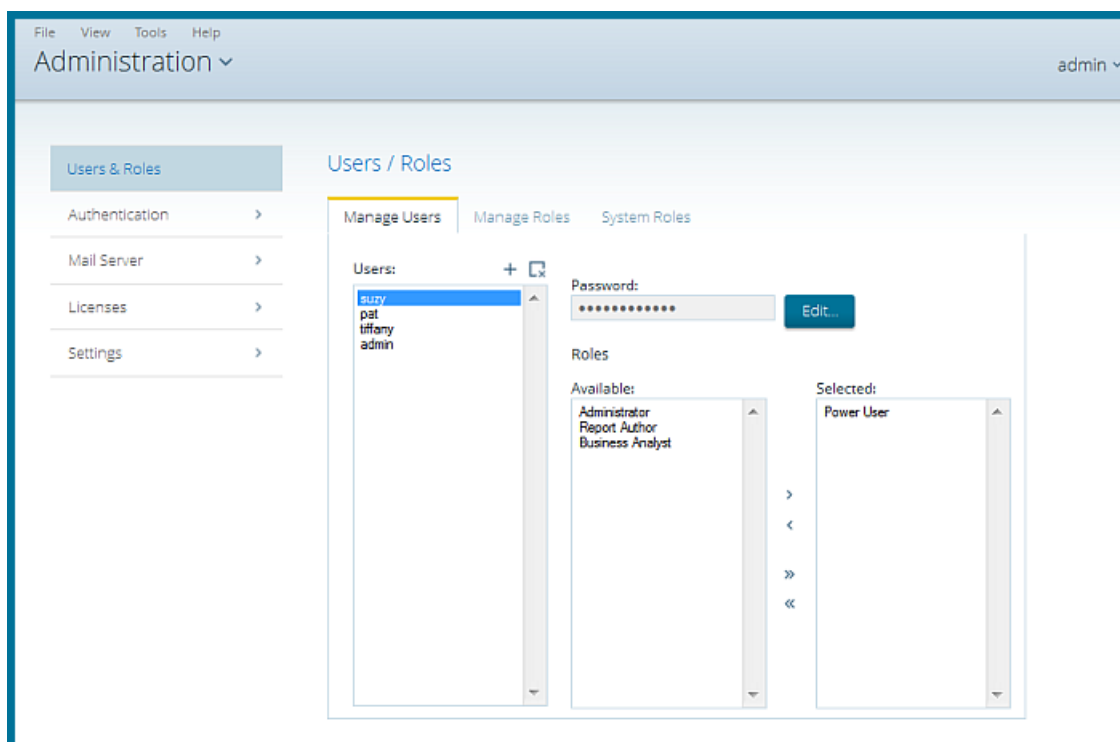 File View Tools Help
Administration
admin
Users & Roles
Authentication
Mail Server
Licenses
Settings
Users / Roles
Manage Users Manage Roles System Roles
Users:
suzy
pat
tiffany
admin
Password:
••••••••••••
Edit...
Roles
Available:
Administrator
Report Author
Business Analyst
Selected:
Power User